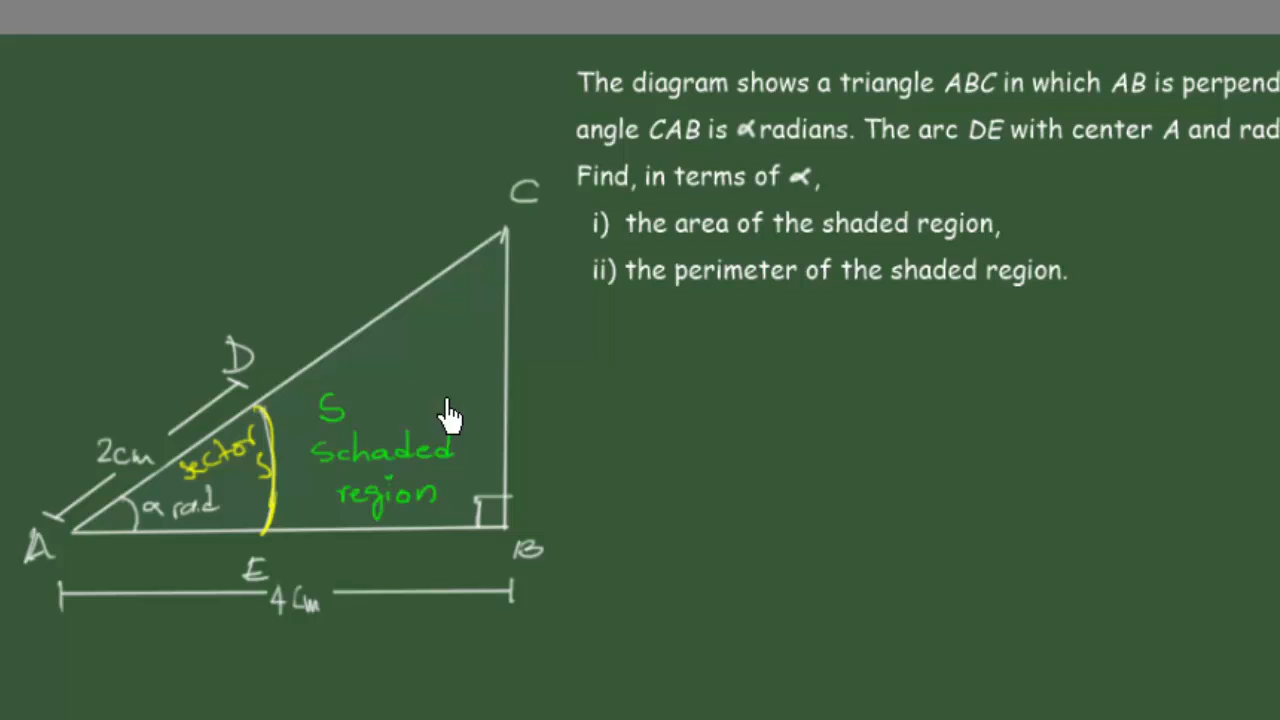 The diagram shows a triangle ABC in which AB is perpend
angle CAB is α radians. The arc DE with center A and rad
Find, in terms of α,
i) the area of the shaded region,
ii) the perimeter of the shaded region.
C
D
S
2cm
sector
S
schaded
region
α rad
A
B
E
4cm